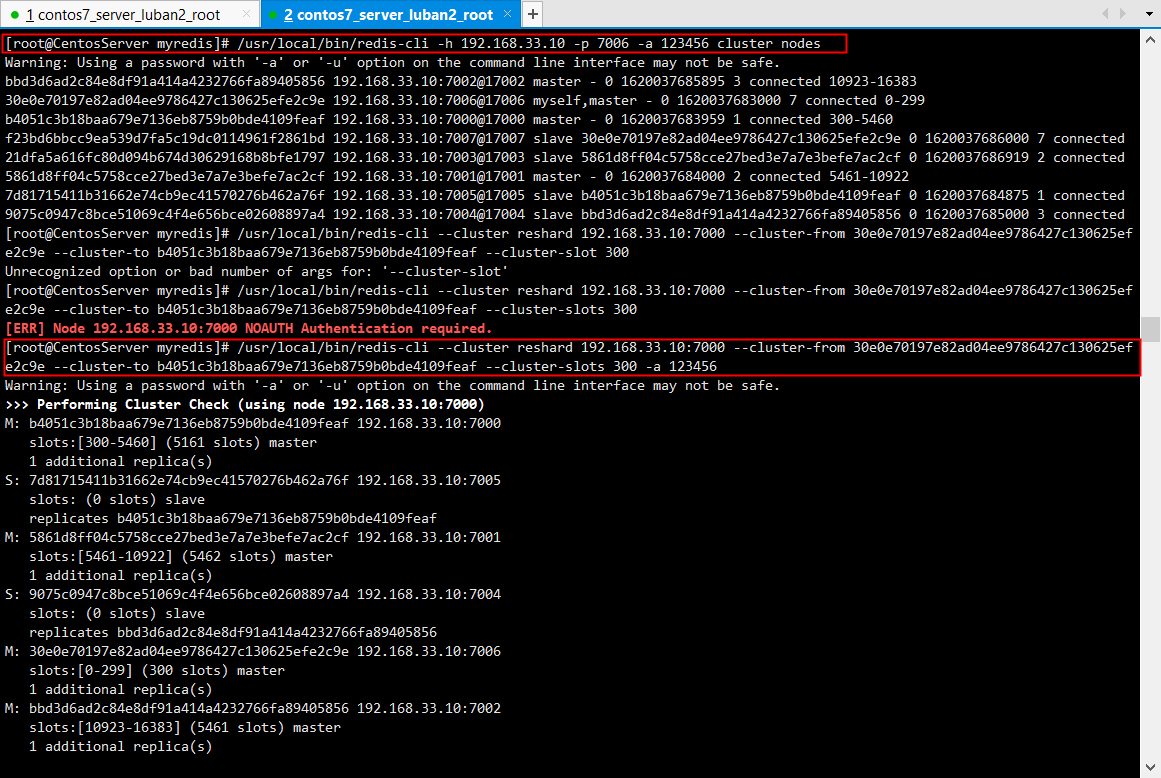 1 contos7_server_luban2_root × 2 contos7_server_luban2_root × +
[root@CentosServer myredis]# /usr/local/bin/redis-cli -h 192.168.33.10 -p 7006 -a 123456 cluster nodes
Warning: Using a password with '-a' or '-u' option on the command line interface may not be safe.
bbd3d6ad2c84e8df91a414a4232766fa89405856 192.168.33.10:7002@17002 master - 0 1620037685895 3 connected 10923-16383
30e0e70197e82ad04ee9786427c130625efe2c9e 192.168.33.10:7006@17006 myself,master - 0 1620037683000 7 connected 0-299
b4051c3b18baa679e7136eb8759b0bde4109feaf 192.168.33.10:7000@17000 master - 0 1620037683959 1 connected 300-5460
f23bd6bbcc9ea539d7fa5c19dc0114961f2861bd 192.168.33.10:7007@17007 slave 30e0e70197e82ad04ee9786427c130625efe2c9e 0 1620037686000 7 connected
21dfa5a616fc80d094b674d30629168b8bfe1797 192.168.33.10:7003@17003 slave 5861d8ff04c5758cce27bed3e7a7e3befe7ac2cf 0 1620037686919 2 connected
5861d8ff04c5758cce27bed3e7a7e3befe7ac2cf 192.168.33.10:7001@17001 master - 0 1620037684000 2 connected 5461-10922
7d81715411b31662e74cb9ec41570276b462a76f 192.168.33.10:7005@17005 slave b4051c3b18baa679e7136eb8759b0bde4109feaf 0 1620037684875 1 connected
9075c0947c8bce51069c4f4e656bce02608897a4 192.168.33.10:7004@17004 slave bbd3d6ad2c84e8df91a414a4232766fa89405856 0 1620037685000 3 connected
[root@CentosServer myredis]# /usr/local/bin/redis-cli --cluster reshard 192.168.33.10:7000 --cluster-from 30e0e70197e82ad04ee9786427c130625ef
e2c9e --cluster-to b4051c3b18baa679e7136eb8759b0bde4109feaf --cluster-slot 300
Unrecognized option or bad number of args for: '--cluster-slot'
[root@CentosServer myredis]# /usr/local/bin/redis-cli --cluster reshard 192.168.33.10:7000 --cluster-from 30e0e70197e82ad04ee9786427c130625ef
e2c9e --cluster-to b4051c3b18baa679e7136eb8759b0bde4109feaf --cluster-slots 300
[ERR] Node 192.168.33.10:7000 NOAUTH Authentication required.
[root@CentosServer myredis]# /usr/local/bin/redis-cli --cluster reshard 192.168.33.10:7000 --cluster-from 30e0e70197e82ad04ee9786427c130625ef
e2c9e --cluster-to b4051c3b18baa679e7136eb8759b0bde4109feaf --cluster-slots 300 -a 123456
Warning: Using a password with '-a' or '-u' option on the command line interface may not be safe.
>>> Performing Cluster Check (using node 192.168.33.10:7000)
M: b4051c3b18baa679e7136eb8759b0bde4109feaf 192.168.33.10:7000
slots:[300-5460] (5161 slots) master
1 additional replica(s)
S: 7d81715411b31662e74cb9ec41570276b462a76f 192.168.33.10:7005
slots: (0 slots) slave
replicates b4051c3b18baa679e7136eb8759b0bde4109feaf
M: 5861d8ff04c5758cce27bed3e7a7e3befe7ac2cf 192.168.33.10:7001
slots:[5461-10922] (5462 slots) master
1 additional replica(s)
S: 9075c0947c8bce51069c4f4e656bce02608897a4 192.168.33.10:7004
slots: (0 slots) slave
replicates bbd3d6ad2c84e8df91a414a4232766fa89405856
M: 30e0e70197e82ad04ee9786427c130625efe2c9e 192.168.33.10:7006
slots:[0-299] (300 slots) master
1 additional replica(s)
M: bbd3d6ad2c84e8df91a414a4232766fa89405856 192.168.33.10:7002
slots:[10923-16383] (5461 slots) master
1 additional replica(s)